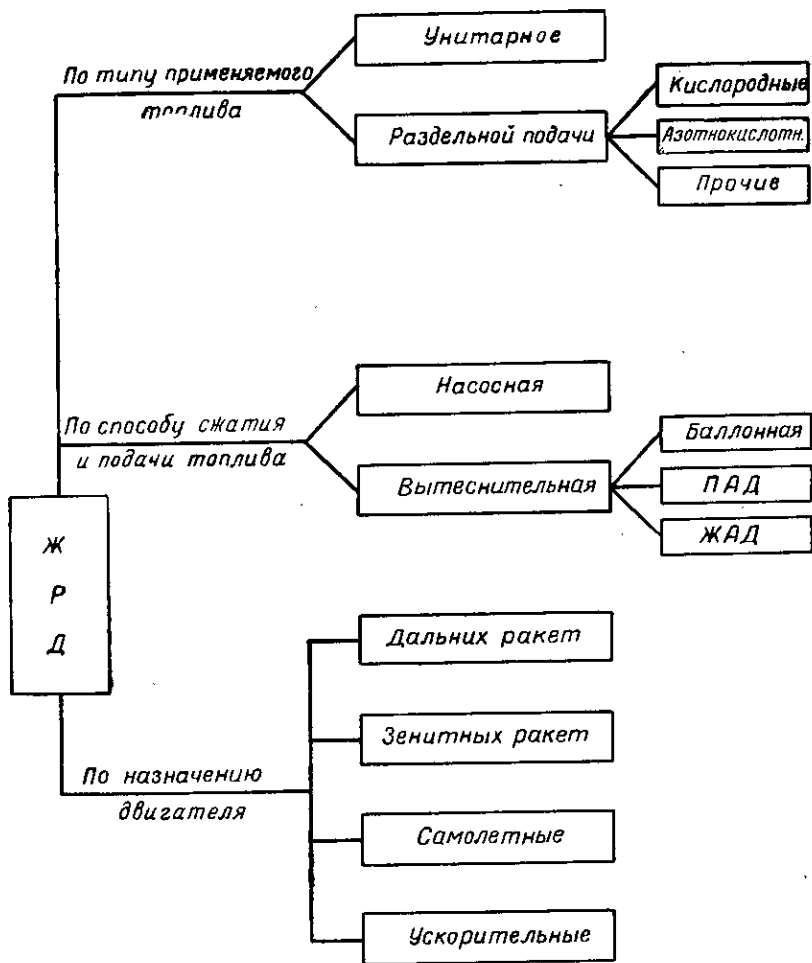 Унитарное
По типу применяемого
топлива
Кислородные
Раздельной подачи
Азотнокислотн.
Прочие
Насосная
По способу сжатия
и подачи топлива
Баллонная
Вытеснительная
ПАД
ЖАД
Ж
Р
Д
Дальних ракет
Зенитных ракет
По назначению
двигателя
Самолетные
Ускорительные